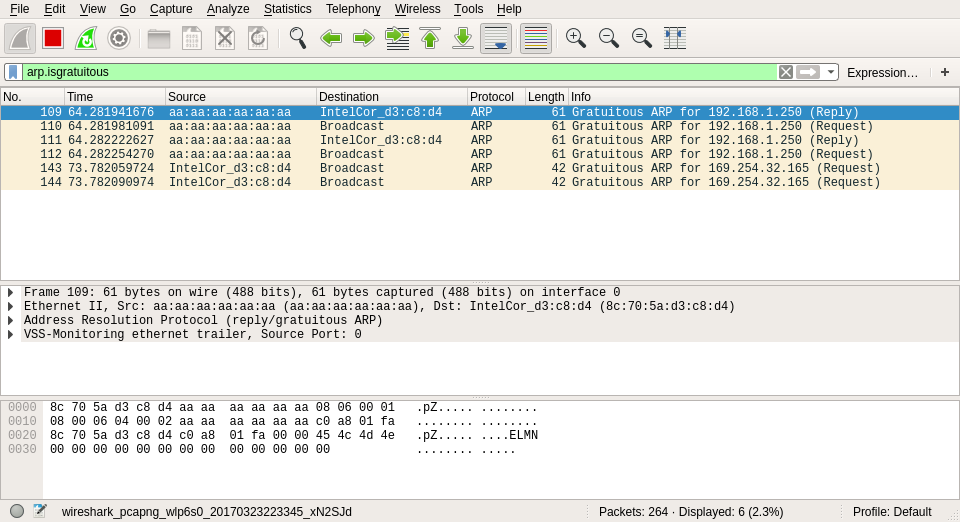 File Edit View Go Capture Analyze Statistics Telephony Wireless Tools Help
arp.isgratuitous Expression… +
No. Time Source Destination Protocol Length Info
109 64.281941676 aa:aa:aa:aa:aa:aa IntelCor_d3:c8:d4 ARP 61 Gratuitous ARP for 192.168.1.250 (Reply)
110 64.281981091 aa:aa:aa:aa:aa:aa Broadcast ARP 61 Gratuitous ARP for 192.168.1.250 (Request)
111 64.282222627 aa:aa:aa:aa:aa:aa IntelCor_d3:c8:d4 ARP 61 Gratuitous ARP for 192.168.1.250 (Reply)
112 64.282254270 aa:aa:aa:aa:aa:aa Broadcast ARP 61 Gratuitous ARP for 192.168.1.250 (Request)
143 73.782059724 IntelCor_d3:c8:d4 Broadcast ARP 42 Gratuitous ARP for 169.254.32.165 (Request)
144 73.782090974 IntelCor_d3:c8:d4 Broadcast ARP 42 Gratuitous ARP for 169.254.32.165 (Request)
Frame 109: 61 bytes on wire (488 bits), 61 bytes captured (488 bits) on interface 0
Ethernet II, Src: aa:aa:aa:aa:aa:aa (aa:aa:aa:aa:aa:aa), Dst: IntelCor_d3:c8:d4 (8c:70:5a:d3:c8:d4)
Address Resolution Protocol (reply/gratuitous ARP)
VSS-Monitoring ethernet trailer, Source Port: 0
0000 8c 70 5a d3 c8 d4 aa aa aa aa aa aa 08 06 00 01 .pZ..... ........
0010 08 00 06 04 00 02 aa aa aa aa aa aa c0 a8 01 fa ........ ........
0020 8c 70 5a d3 c8 d4 c0 a8 01 fa 00 00 45 4c 4d 4e .pZ..... ....ELMN
0030 00 00 00 00 00 00 00 00 00 00 00 00 00 ........ .....
wireshark_pcapng_wlp6s0_20170323223345_xN2SJd Packets: 264 · Displayed: 6 (2.3%) Profile: Default